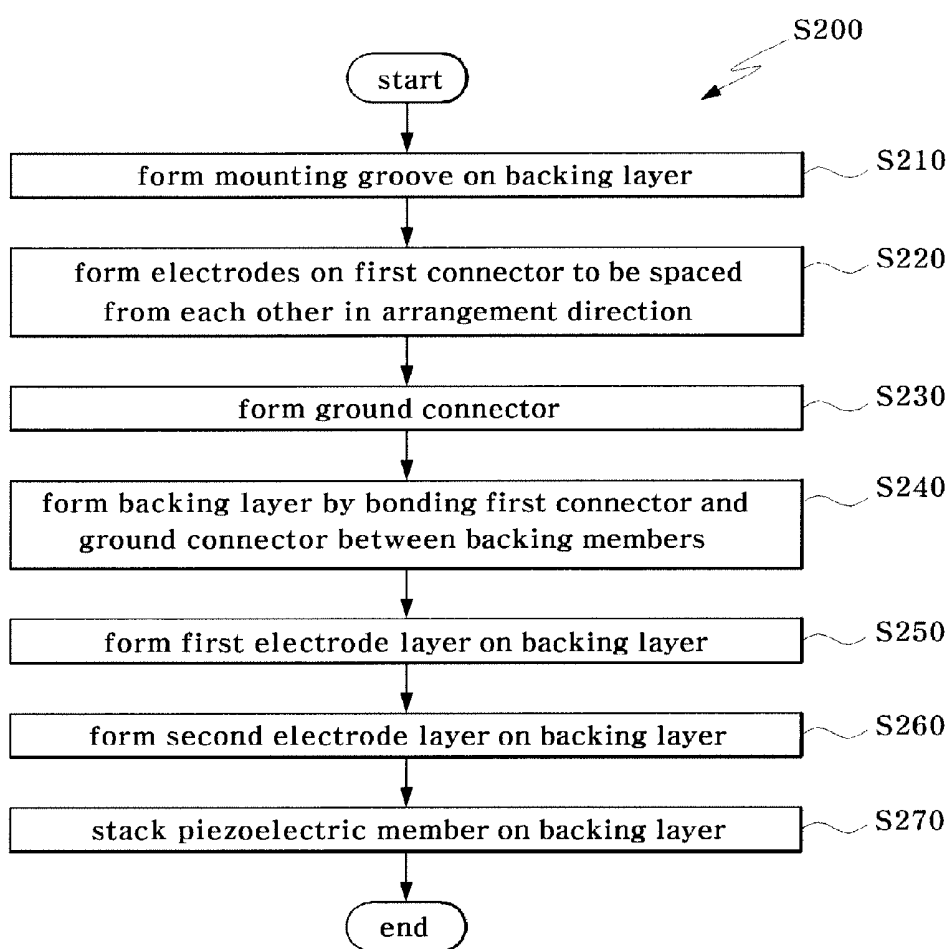 S200
start
form mounting groove on backing layer
S210
form electrodes on first connector to be spaced
from each other in arrangement direction
S220
form ground connector
S230
form backing layer by bonding first connector and
ground connector between backing members
S240
form first electrode layer on backing layer
S250
form second electrode layer on backing layer
S260
stack piezoelectric member on backing layer
S270
end